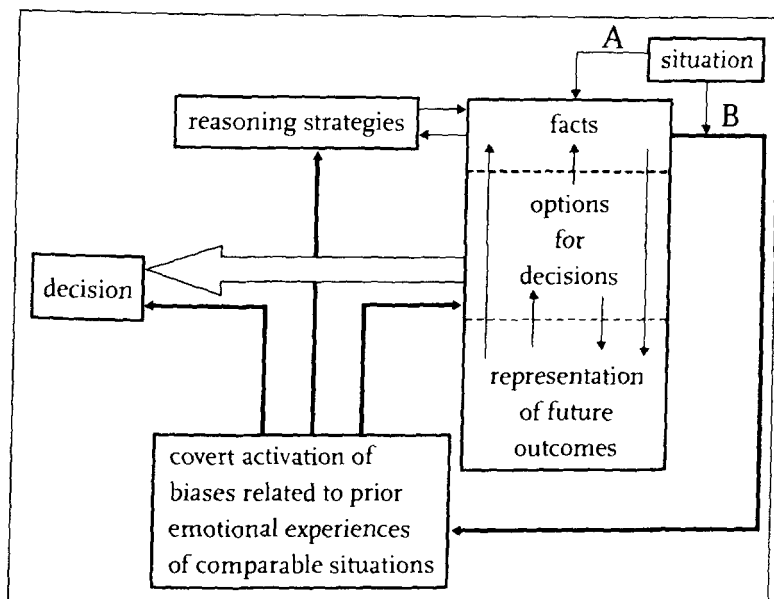 A
situation
B
reasoning strategies
facts
options
for
decisions
decision
representation
of future
outcomes
covert activation of
biases related to prior
emotional experiences
of comparable situations